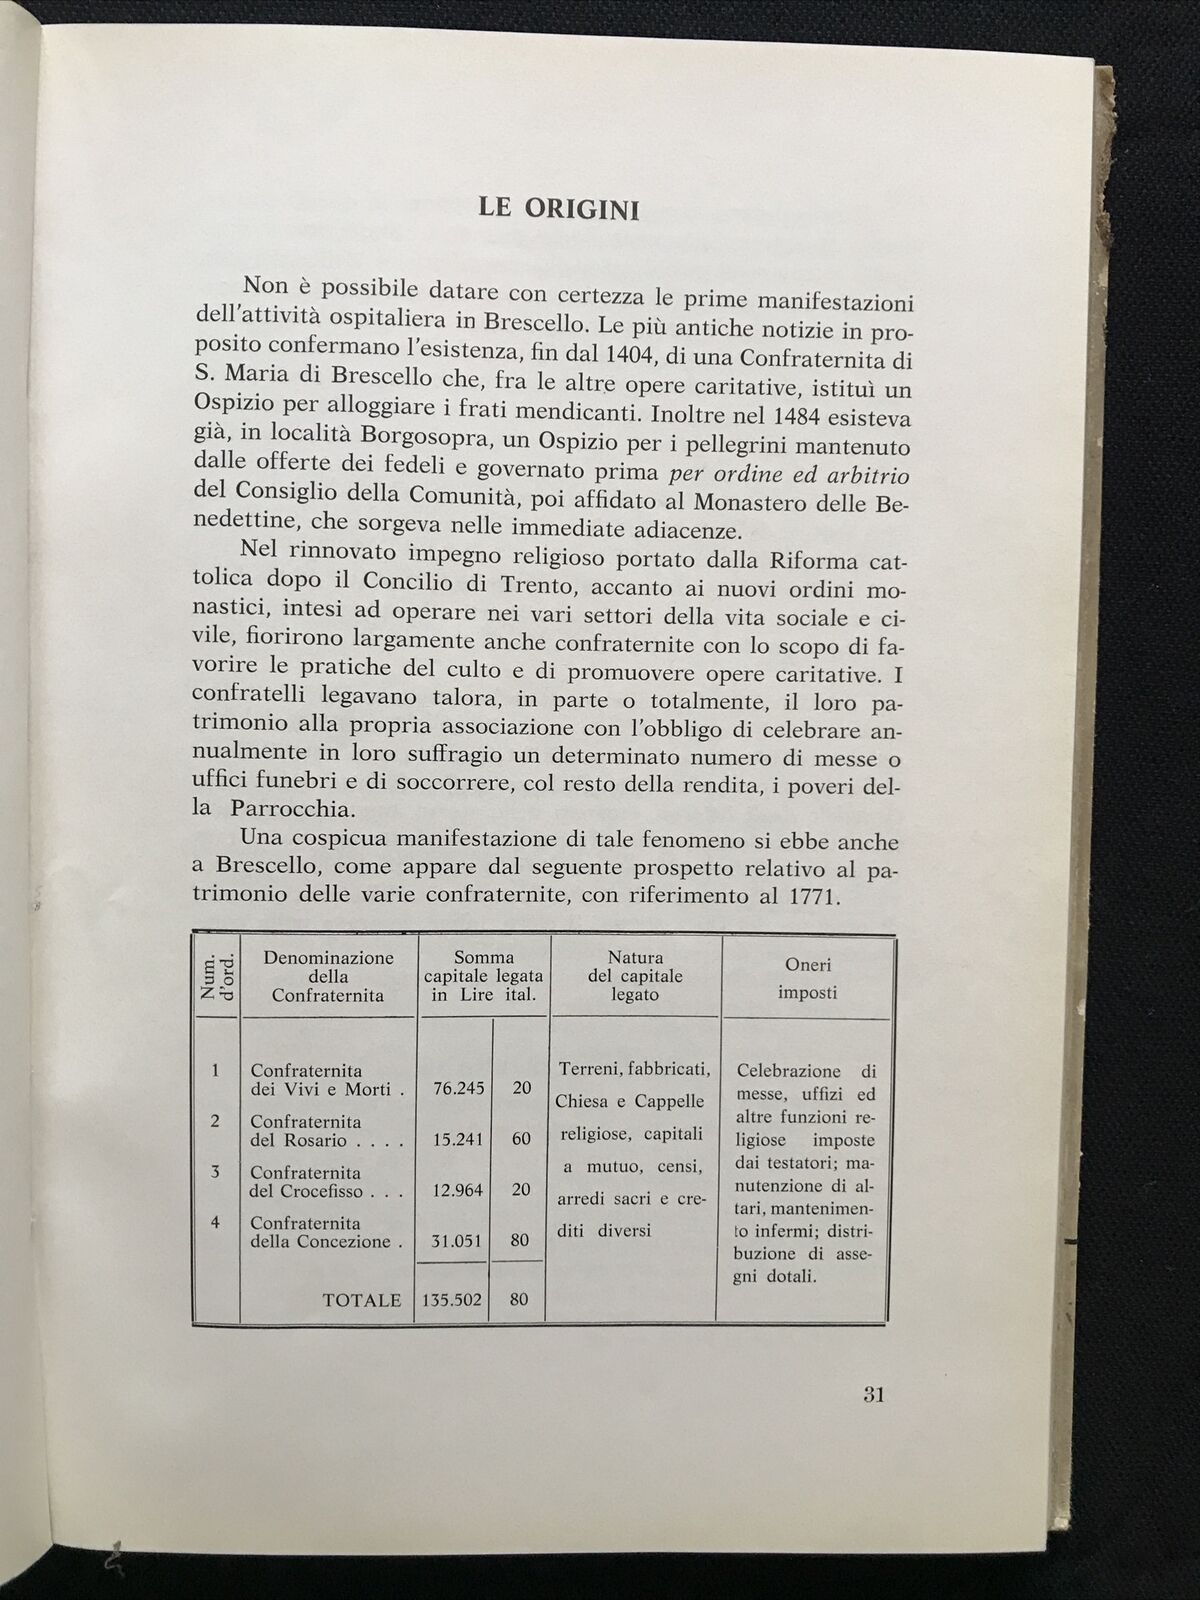 LE ORIGINI
Non è possibile datare con certezza le prime manifestazioni
dell'attività ospitaliera in Brescello. Le più antiche notizie in pro-
posito confermano l'esistenza, fin dal 1404, di una Confraternita di
S. Maria di Brescello che, fra le altre opere caritative, istituì un
Ospizio per alloggiare i frati mendicanti. Inoltre nel 1484 esisteva
già, in località Borgosopra, un Ospizio per i pellegrini mantenuto
dalle offerte dei fedeli e governato prima per ordine ed arbitrio
del Consiglio della Comunità, poi affidato al Monastero delle Be-
nedettine, che sorgeva nelle immediate adiacenze.
Nel rinnovato impegno religioso portato dalla Riforma cat-
tolica dopo il Concilio di Trento, accanto ai nuovi ordini mo-
nastici, intesi ad operare nei vari settori della vita sociale e ci-
vile, fiorirono largamente anche confraternite con lo scopo di fa-
vorire le pratiche del culto e di promuovere opere caritative. I
confratelli legavano talora, in parte o totalmente, il loro pa-
trimonio alla propria associazione con l'obbligo di celebrare an-
nualmente in loro suffragio un determinato numero di messe o
uffici funebri e di soccorrere, col resto della rendita, i poveri del-
la Parrocchia.
Una cospicua manifestazione di tale fenomeno si ebbe anche
a Brescello, come appare dal seguente prospetto relativo al pa-
trimonio delle varie confraternite, con riferimento al 1771.
Num.
d'ord.
Denominazione
della
Confraternita
Somma
capitale legata
in Lire ital.
Natura
del capitale
legato
Oneri
imposti
1 Confraternita
dei Vivi e Morti . 76.245 20
2 Confraternita
del Rosario . . . . 15.241 60
3 Confraternita
del Crocefisso . . . 12.964 20
4 Confraternita
della Concezione . 31.051 80
TOTALE 135.502 80
Terreni, fabbricati,
Chiesa e Cappelle
religiose, capitali
a mutuo, censi,
arredi sacri e cre-
diti diversi
Celebrazione di
messe, uffizi ed
altre funzioni re-
ligiose imposte
dai testatori; ma-
nutenzione di al-
tari, mantenimen-
to infermi; distri-
buzione di asse-
gni dotali.
31